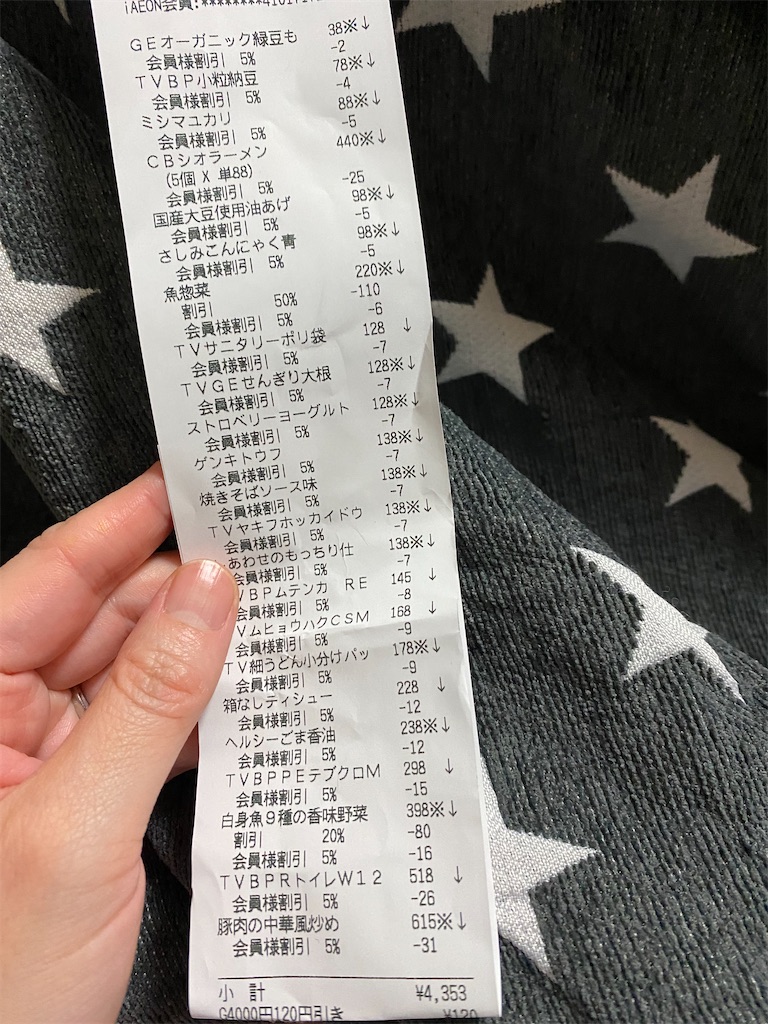 iAEON会員:********4101
GEオーガニック緑豆も 38※↓
会員様割引 5% -2
TVBP小粒納豆 78※↓
会員様割引 5% -4
ミシマユカリ 88※↓
会員様割引 5% -5
CBシオラーメン 440※↓
(5個 X 単88)
会員様割引 5% -25
国産大豆使用油あげ 98※↓
会員様割引 5% -5
さしみこんにゃく青 98※↓
会員様割引 5% -5
魚惣菜 220※↓
割引 50% -110
会員様割引 5% -6
TVサニタリーポリ袋 128 ↓
会員様割引 5% -7
TVGEせんぎり大根 128※↓
会員様割引 5% -7
ストロベリーヨーグルト 128※↓
会員様割引 5% -7
ゲンキトウフ 138※↓
会員様割引 5% -7
焼きそばソース味 138※↓
会員様割引 5% -7
TVヤキフホッカイドウ 138※↓
会員様割引 5% -7
あわせのもっちり仕 138※↓
会員様割引 5% -7
VBPムテンカ RE 145 ↓
会員様割引 5% -8
VムヒョウハクCSM 168 ↓
会員様割引 5% -9
TV細うどん小分けパッ 178※↓
会員様割引 5% -9
箱なしティシュー 228 ↓
会員様割引 5% -12
ヘルシーごま香油 238※↓
会員様割引 5% -12
TVBPPEテブクロM 298 ↓
会員様割引 5% -15
白身魚9種の香味野菜 398※↓
割引 20% -80
会員様割引 5% -16
TVBPRトイレW12 518 ↓
会員様割引 5% -26
豚肉の中華風炒め 615※↓
会員様割引 5% -31
小 計 ¥4,353
G4000円120円引き ¥120